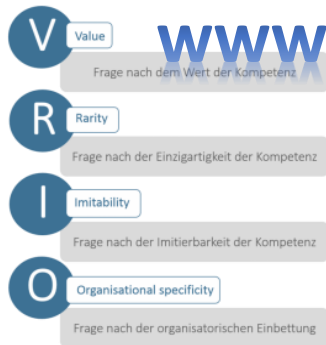 V
Value
www
Frage nach dem Wert der Kompetenz
R
Rarity
Frage nach der Einzigartigkeit der Kompetenz
I
Imitability
Frage nach der Imitierbarkeit der Kompetenz
O
Organisational specificity
Frage nach der organisatorischen Einbettung